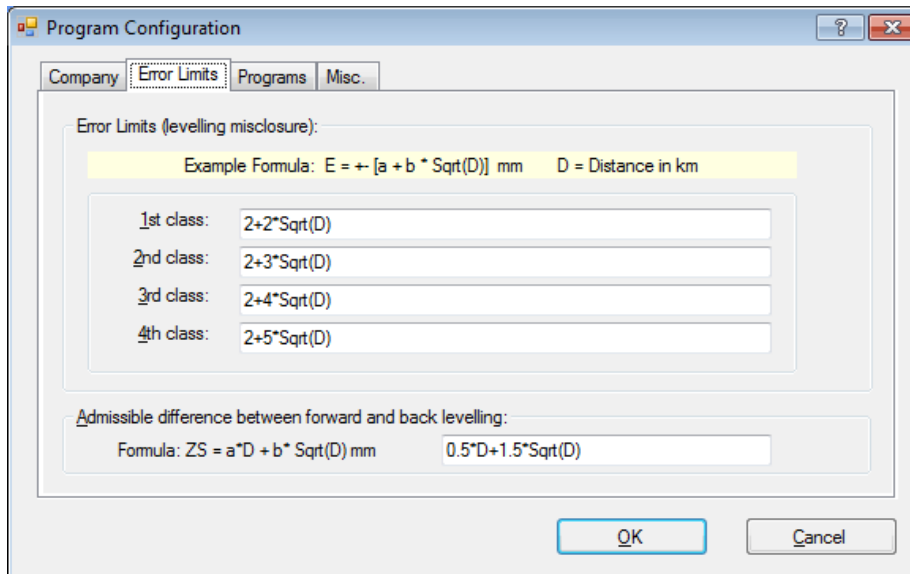 Program Configuration
Company Error Limits Programs Misc.
Error Limits (levelling misclosure):
Example Formula: E = +- [a + b * Sqrt(D)] mm D = Distance in km
1st class: 2+2*Sqrt(D)
2nd class: 2+3*Sqrt(D)
3rd class: 2+4*Sqrt(D)
4th class: 2+5*Sqrt(D)
Admissible difference between forward and back levelling:
Formula: ZS = a*D + b* Sqrt(D) mm 0.5*D+1.5*Sqrt(D)
OK Cancel